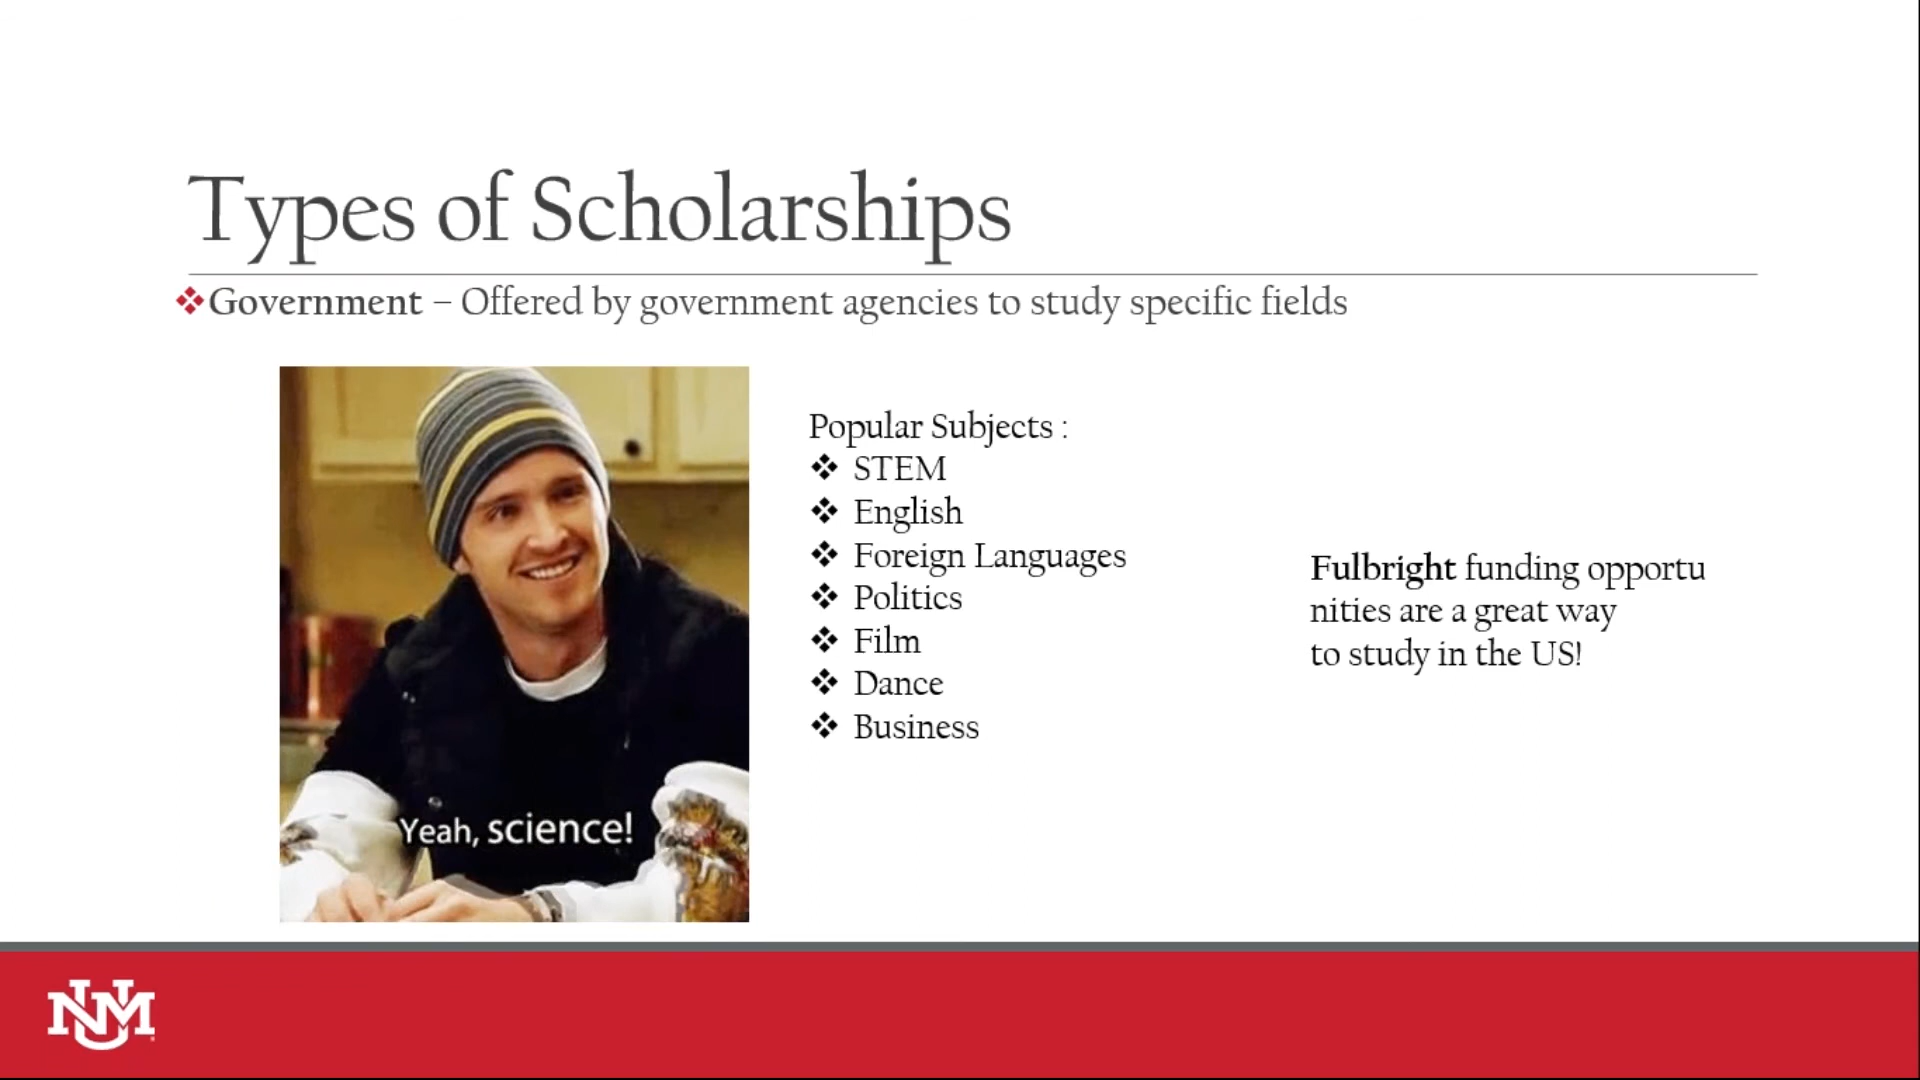 Types of Scholarships
❖Government – Offered by government agencies to study specific fields
Yeah, science!
Popular Subjects :
❖ STEM
❖ English
❖ Foreign Languages
❖ Politics
❖ Film
❖ Dance
❖ Business
Fulbright funding opportu
nities are a great way
to study in the US!
UNM